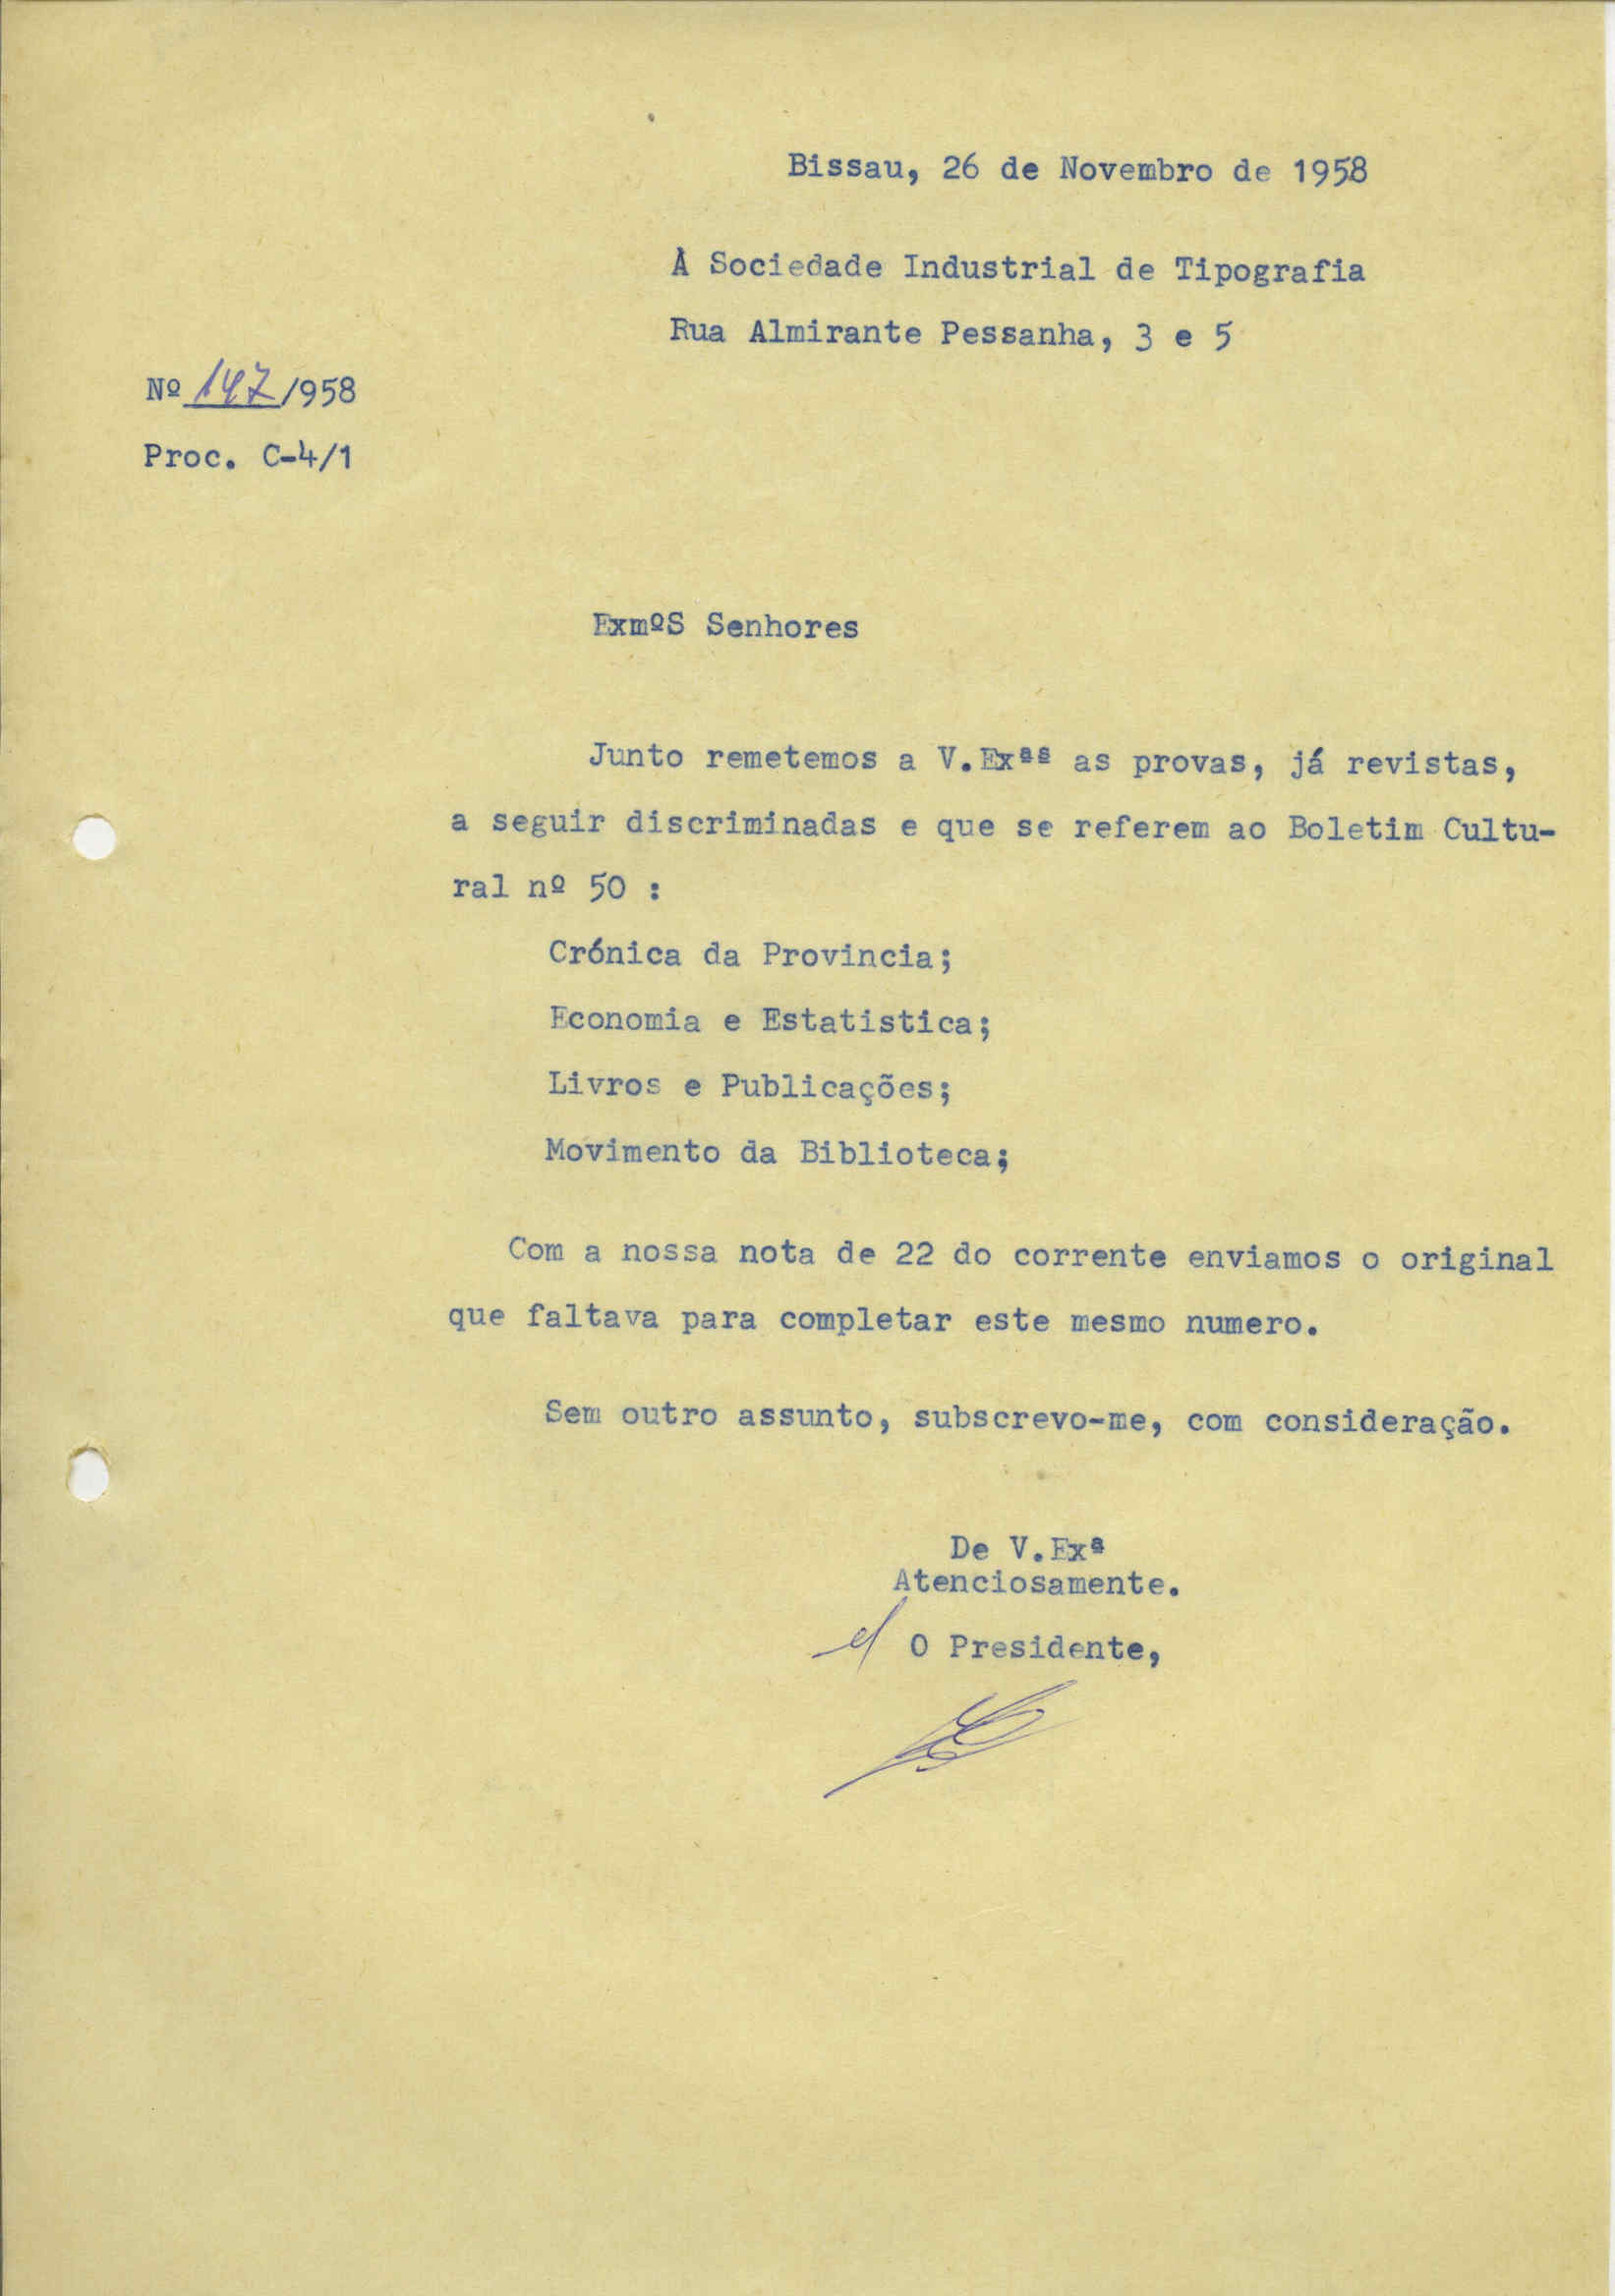 Bissau, 26 de Novembro de 1958
À Sociedade Industrial de Tipografia
Rua Almirante Pessanha, 3 e 5
Nº 147/958
Proc. C-4/1
ExmºS Senhores
Junto remetemos a V.Exªs as provas, já revistas,
a seguir discriminadas e que se referem ao Boletim Cultu-
ral nº 50 :
Crónica da Provincia;
Economia e Estatistica;
Livros e Publicações;
Movimento da Biblioteca;
Com a nossa nota de 22 do corrente enviamos o original
que faltava para completar este mesmo numero.
Sem outro assunto, subscrevo-me, com consideração.
De V.Exª
Atenciosamente.
O Presidente,